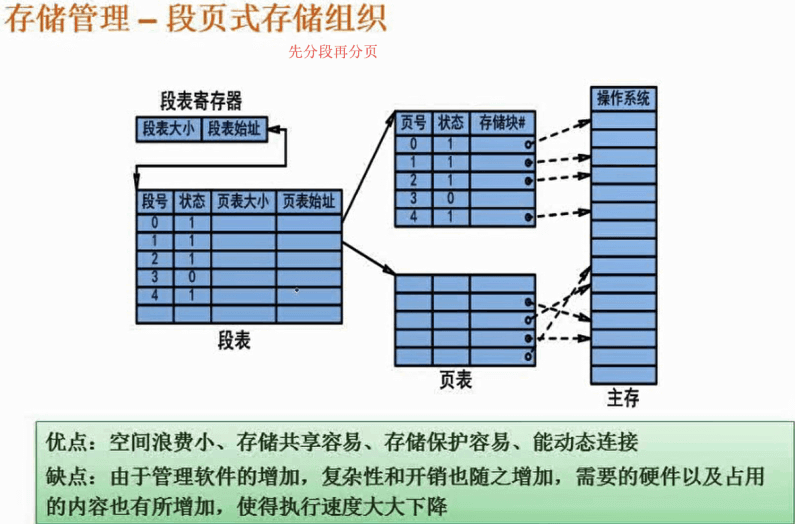 存储管理 – 段页式存储组织
先分段再分页
段表寄存器
段表大小 段表始址
段号 状态 页表大小 页表始址
0 1
1 1
2 1
3 0
4 1
段表
页号 状态 存储块#
0 1
1 1
2 1
3 0
4 1
页表
操作系统
主存
优点：空间浪费小、存储共享容易、存储保护容易、能动态连接
缺点：由于管理软件的增加，复杂性和开销也随之增加，需要的硬件以及占用
的内容也有所增加，使得执行速度大大下降